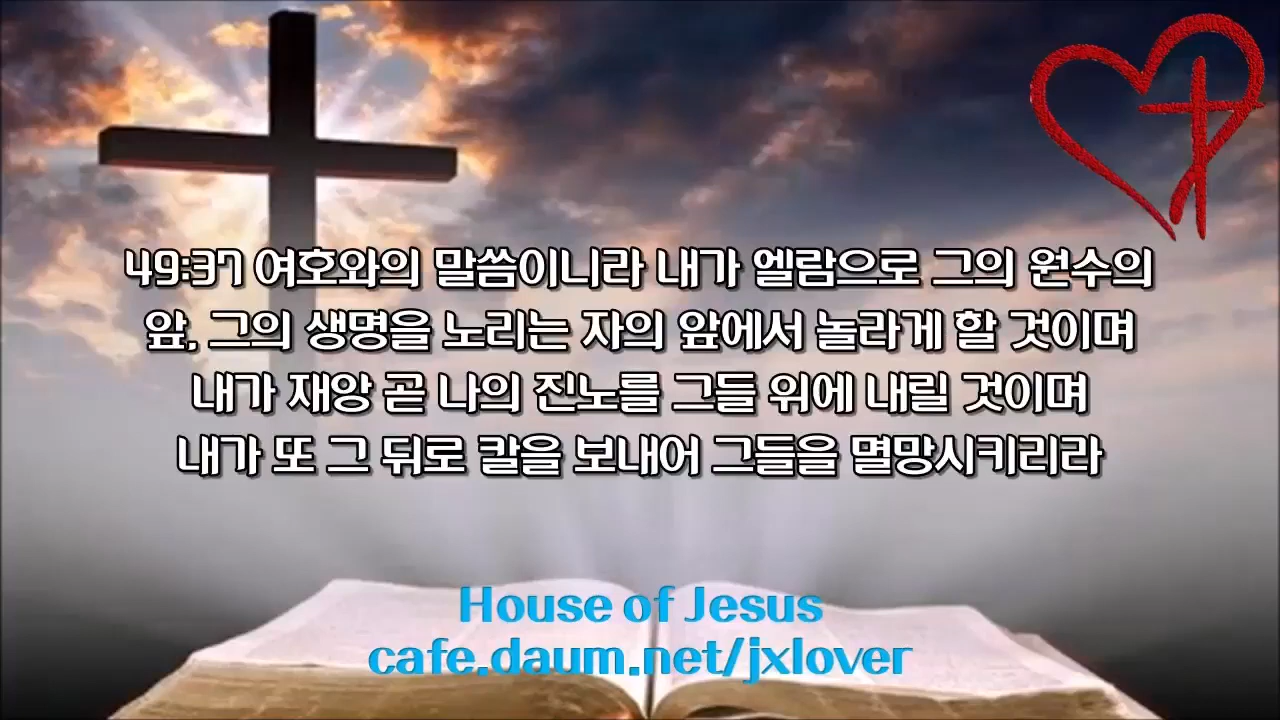 49:37 여호와의 말씀이니라 내가 엘람으로 그의 원수의
앞, 그의 생명을 노리는 자의 앞에서 놀라게 할 것이며
내가 재앙 곧 나의 진노를 그들 위에 내릴 것이며
내가 또 그 뒤로 칼을 보내어 그들을 멸망시키리라
House of Jesus
cafe.daum.net/jxlover